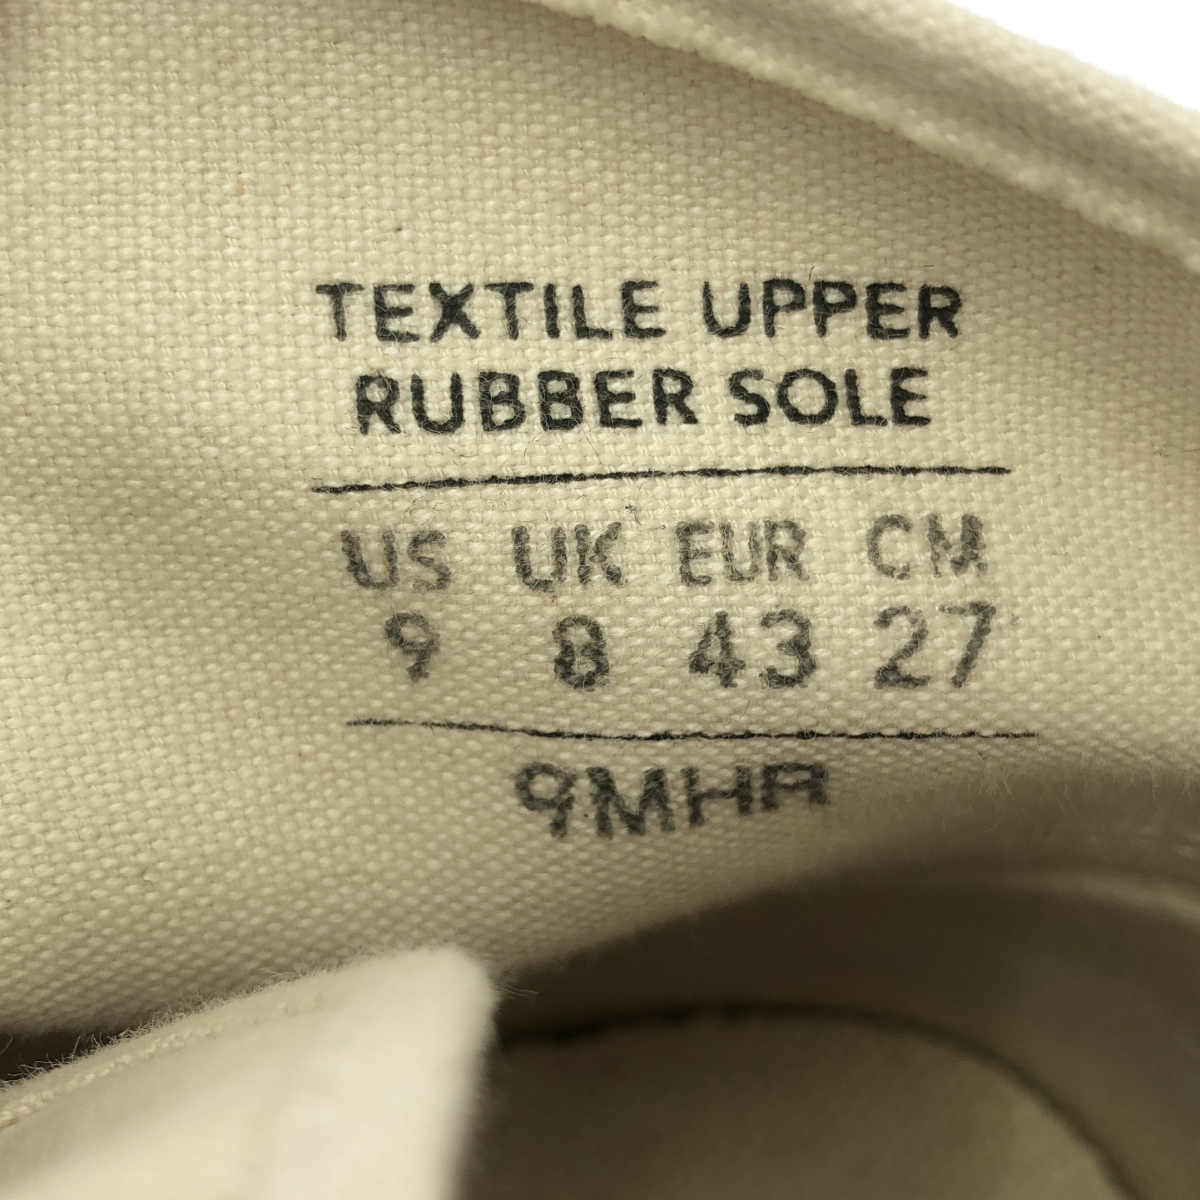 TEXTILE UPPER
RUBBER SOLE
US UK EUR CM
9 8 43 27
9MHR